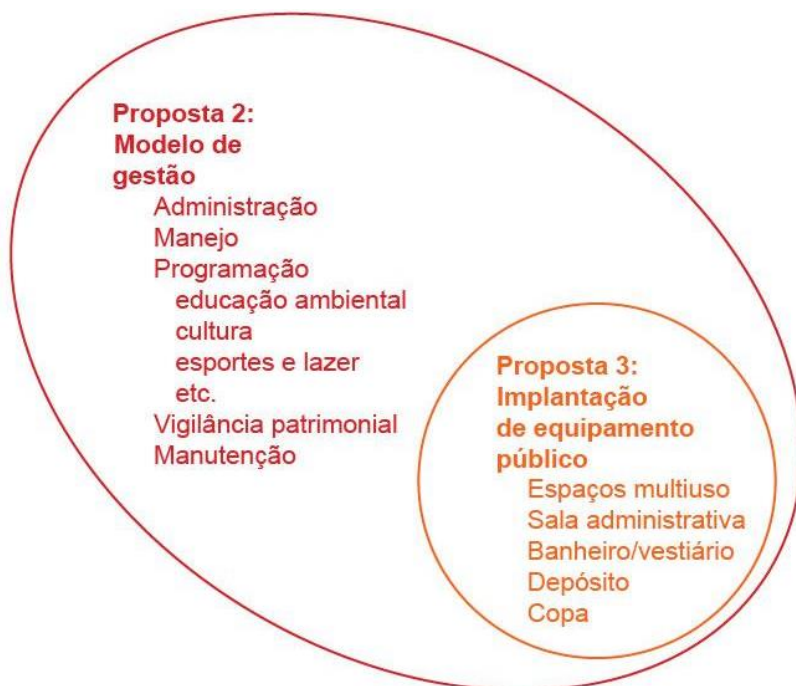 Proposta 2:
Modelo de
gestão
Administração
Manejo
Programação
educação ambiental
cultura
esportes e lazer
etc.
Vigilância patrimonial
Manutenção
Proposta 3:
Implantação
de equipamento
público
Espaços multiuso
Sala administrativa
Banheiro/vestiário
Depósito
Copa